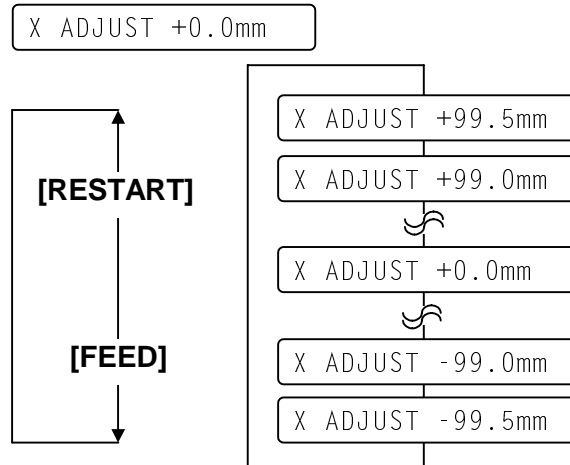 X ADJUST +0.0mm
X ADJUST +99.5mm
[RESTART]
X ADJUST +99.0mm
X ADJUST +0.0mm
[FEED]
X ADJUST -99.0mm
X ADJUST -99.5mm